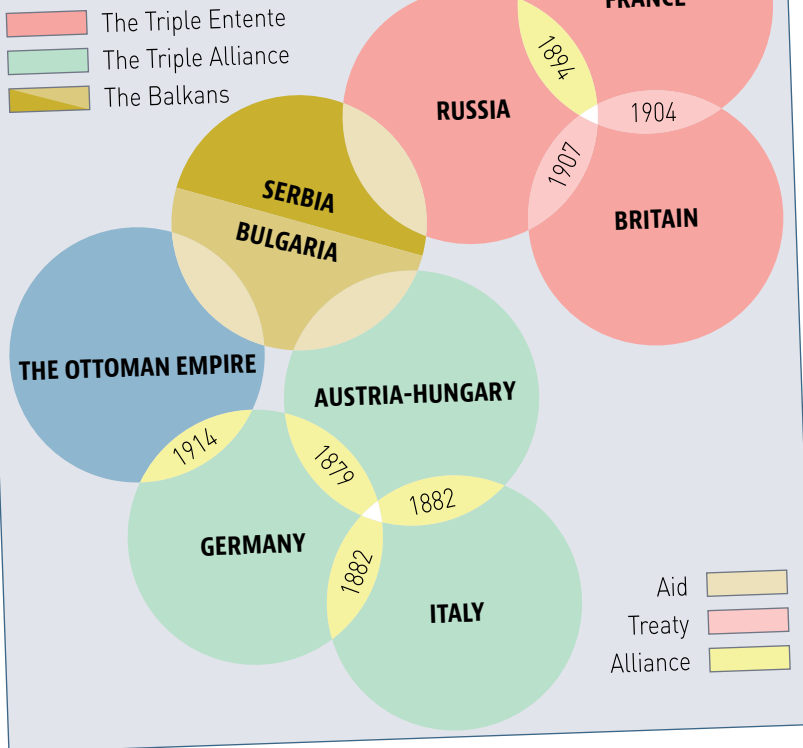 The Triple Entente
The Triple Alliance
The Balkans
FRANCE
1894
RUSSIA
1904
1907
BRITAIN
SERBIA
BULGARIA
THE OTTOMAN EMPIRE
AUSTRIA-HUNGARY
1914
1879
1882
GERMANY
1882
ITALY
Aid
Treaty
Alliance